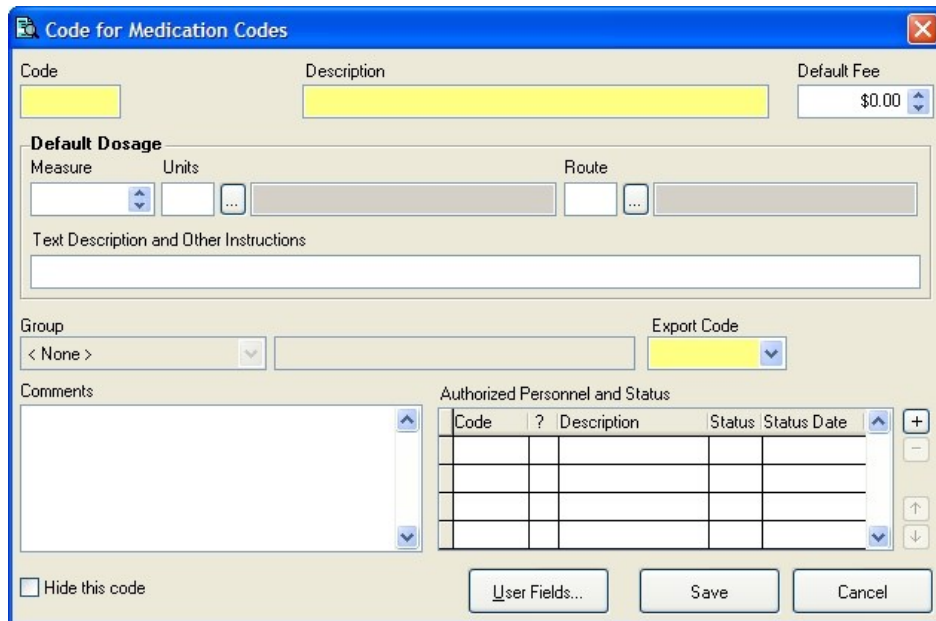 Code for Medication Codes
Code Description Default Fee
$0.00
Default Dosage
Measure Units Route
... ...
Text Description and Other Instructions
Group Export Code
< None >
Comments Authorized Personnel and Status
Code ? Description Status Status Date
Hide this code User Fields... Save Cancel